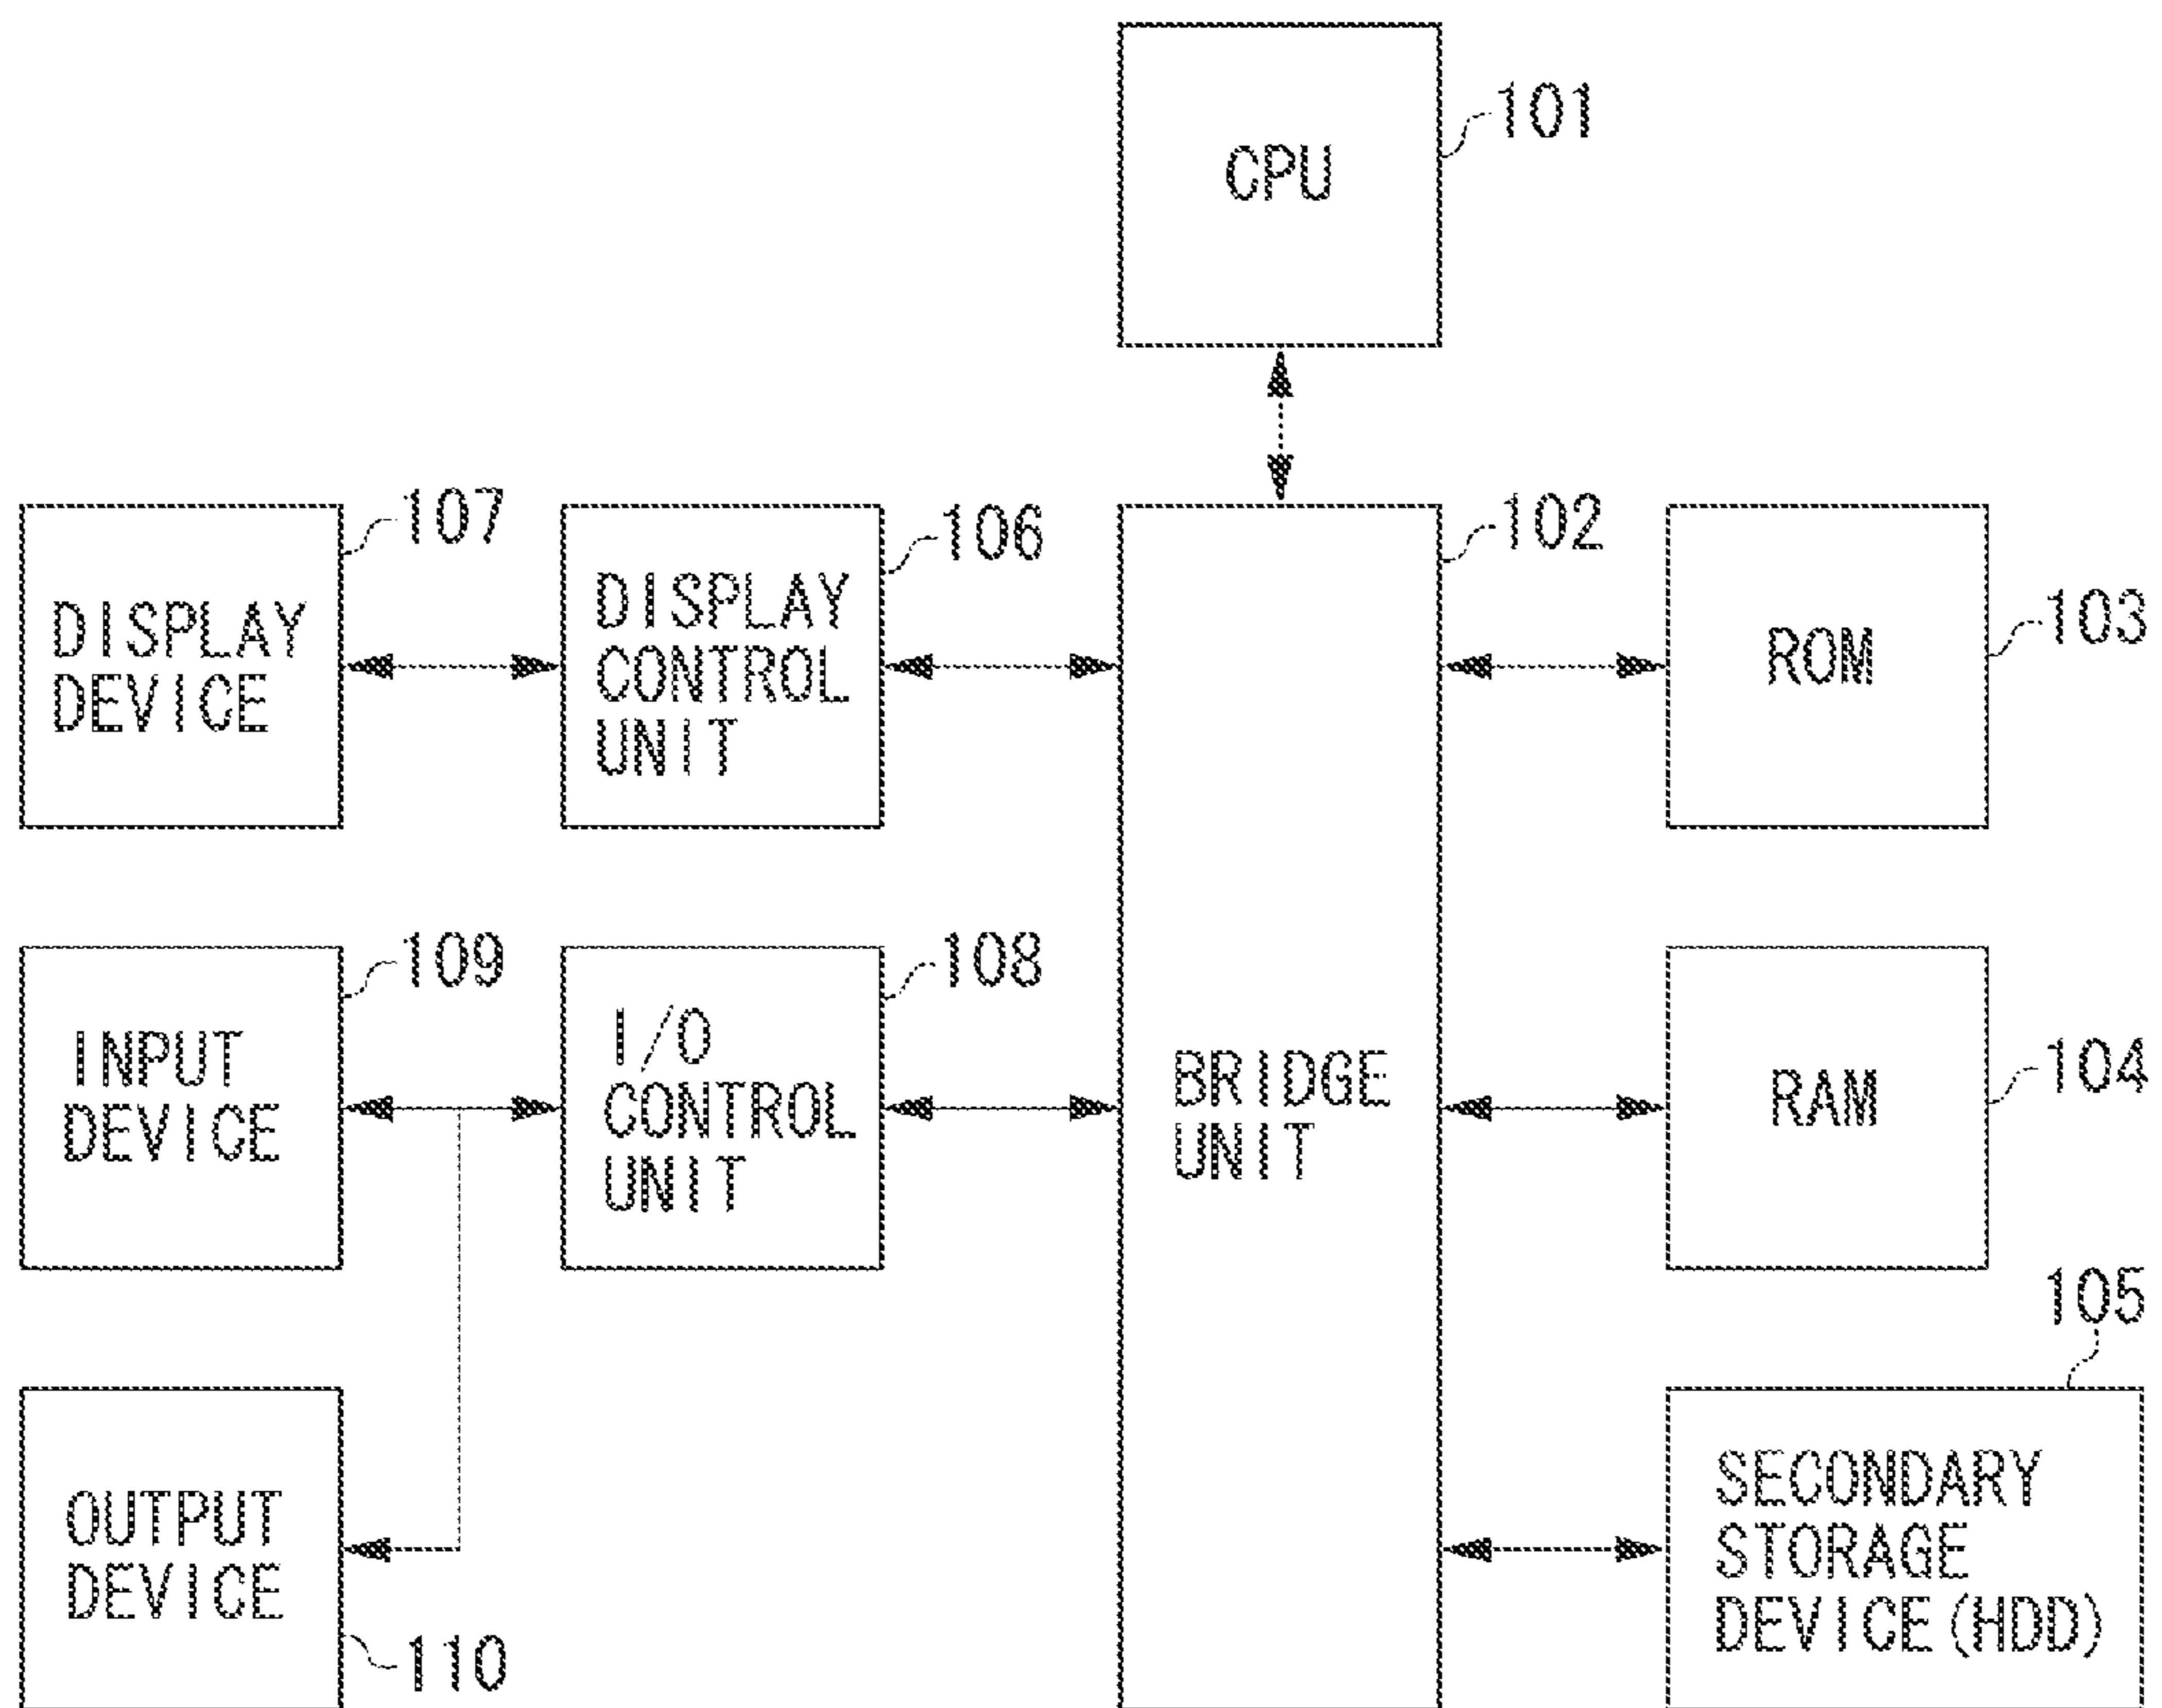 CPU
101
107
106
102
103
DISPLAY
DEVICE
DISPLAY
CONTROL
UNIT
ROM
109
108
104
INPUT
DEVICE
I/O
CONTROL
UNIT
BRIDGE
UNIT
RAM
105
OUTPUT
DEVICE
110
SECONDARY
STORAGE
DEVICE(HDD)